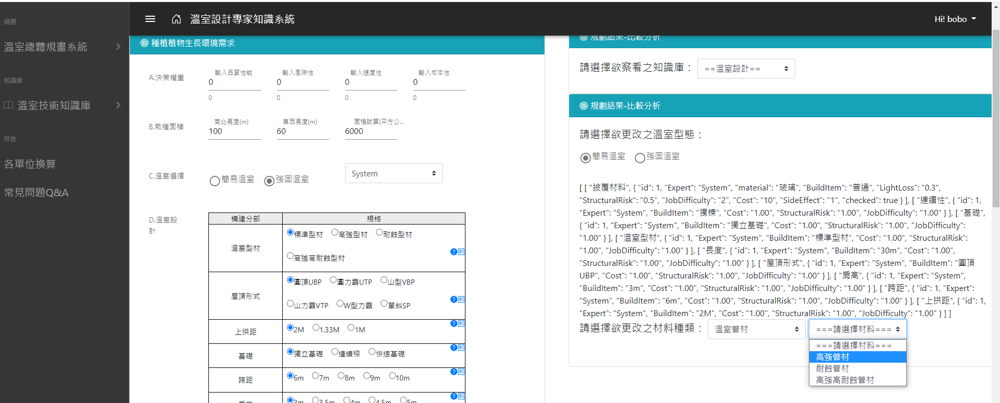 規劃
溫室總體規畫系統
知識庫
溫室技術知識庫
其他
各單位換算
常見問題Q&A
溫室設計專家知識系統
Hi! bobo
種植植物生長環境需求
A.決策權重
輸入品質性能
輸入風險性
輸入速度性
輸入成本性
0
0
0
0
0
0
0
0
B.栽種面積
南北長度(m)
東西長度(m)
面積試算(平方公...
100
60
6000
C.溫室選擇
簡易溫室
強固溫室
System
D.溫室設
計
構建分部
規格
溫室型材
標準型材
高強型材
耐蝕型材
高強高耐蝕型材
屋頂形式
圓頂UBP
圓力霸UTP
山型VBP
山力霸VTP
W型力霸
單斜SP
上拱距
2M
1.33M
1M
基礎
獨立基礎
連續樑
快速基礎
跨距
6m
7m
8m
9m
10m
肩高
3m
3.5m
4m
4.5m
5m
規劃結果-比較分析
請選擇欲察看之知識庫：
==溫室設計==
規劃結果-比較分析
請選擇欲更改之溫室型態：
簡易溫室
強固溫室
[ [ "披覆材料", { "id": 1, "Expert": "System", "material": "玻璃", "BuildItem": "普通", "LightLoss": "0.3",
"StructuralRisk": "0.5", "JobDifficulty": "2", "Cost": "10", "SideEffect": "1", "checked": true } ], [ "連續性", { "id": 1,
"Expert": "System", "BuildItem": "獨棟", "Cost": "1.00", "StructuralRisk": "1.00", "JobDifficulty": "1.00" } ], [ "基礎",
{ "id": 1, "Expert": "System", "BuildItem": "獨立基礎", "Cost": "1.00", "StructuralRisk": "1.00", "JobDifficulty":
"1.00" } ], [ "溫室型材", { "id": 1, "Expert": "System", "BuildItem": "標準型材", "Cost": "1.00", "StructuralRisk":
"1.00", "JobDifficulty": "1.00" } ], [ "長度", { "id": 1, "Expert": "System", "BuildItem": "30m", "Cost": "1.00",
"StructuralRisk": "1.00", "JobDifficulty": "1.00" } ], [ "屋頂形式", { "id": 1, "Expert": "System", "BuildItem": "圓頂
UBP", "Cost": "1.00", "StructuralRisk": "1.00", "JobDifficulty": "1.00" } ], [ "肩高", { "id": 1, "Expert": "System",
"BuildItem": "3m", "Cost": "1.00", "StructuralRisk": "1.00", "JobDifficulty": "1.00" } ], [ "跨距", { "id": 1, "Expert":
"System", "BuildItem": "6m", "Cost": "1.00", "StructuralRisk": "1.00", "JobDifficulty": "1.00" } ], [ "上拱距", { "id": 1,
"Expert": "System", "BuildItem": "2M", "Cost": "1.00", "StructuralRisk": "1.00", "JobDifficulty": "1.00" } ] ]
請選擇欲更改之材料種類：
溫室管材
===請選擇材料===
===請選擇材料===
高強管材
耐蝕管材
高強高耐蝕管材